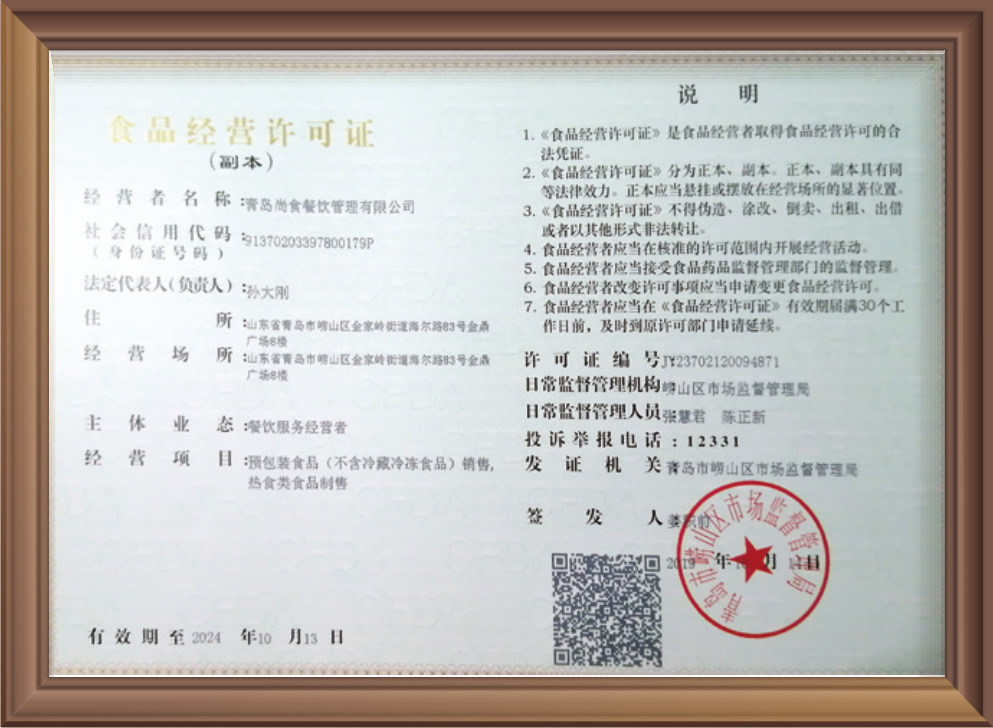 食品经营许可证
（副本）
经营者名称：青岛尚食餐饮管理有限公司
社会信用代码：91370203397800179P
（身份证号码）
法定代表人（负责人）：孙大刚
住所：山东省青岛市崂山区金家岭街道海尔路83号金鼎
广场8楼
经营场所：山东省青岛市崂山区金家岭街道海尔路83号金鼎
广场8楼
主体业态：餐饮服务经营者
经营项目：预包装食品（不含冷藏冷冻食品）销售，
热食类食品制售
有效期至2024 年10 月13 日
说 明
1.《食品经营许可证》是食品经营者取得食品经营许可的合
法凭证。
2.《食品经营许可证》分为正本、副本。正本、副本具有同
等法律效力。正本应当悬挂或摆放在经营场所的显著位置。
3.《食品经营许可证》不得伪造、涂改、倒卖、出租、出借
或者以其他形式非法转让。
4. 食品经营者应当在核准的许可范围内开展经营活动。
5. 食品经营者应当接受食品药品监督管理部门的监督管理。
6. 食品经营者改变许可事项应当申请变更食品经营许可。
7. 食品经营者应当在《食品经营许可证》有效期届满30个工
作日前，及时到原许可部门申请延续。
许可证编号：JY23702120094871
日常监督管理机构：崂山区市场监督管理局
日常监督管理人员：张慧君 陈正新
投诉举报电话：12331
发证机关：青岛市崂山区市场监督管理局
签发人：姜
2019 年 月 日
青岛市崂山区市场监督管理局